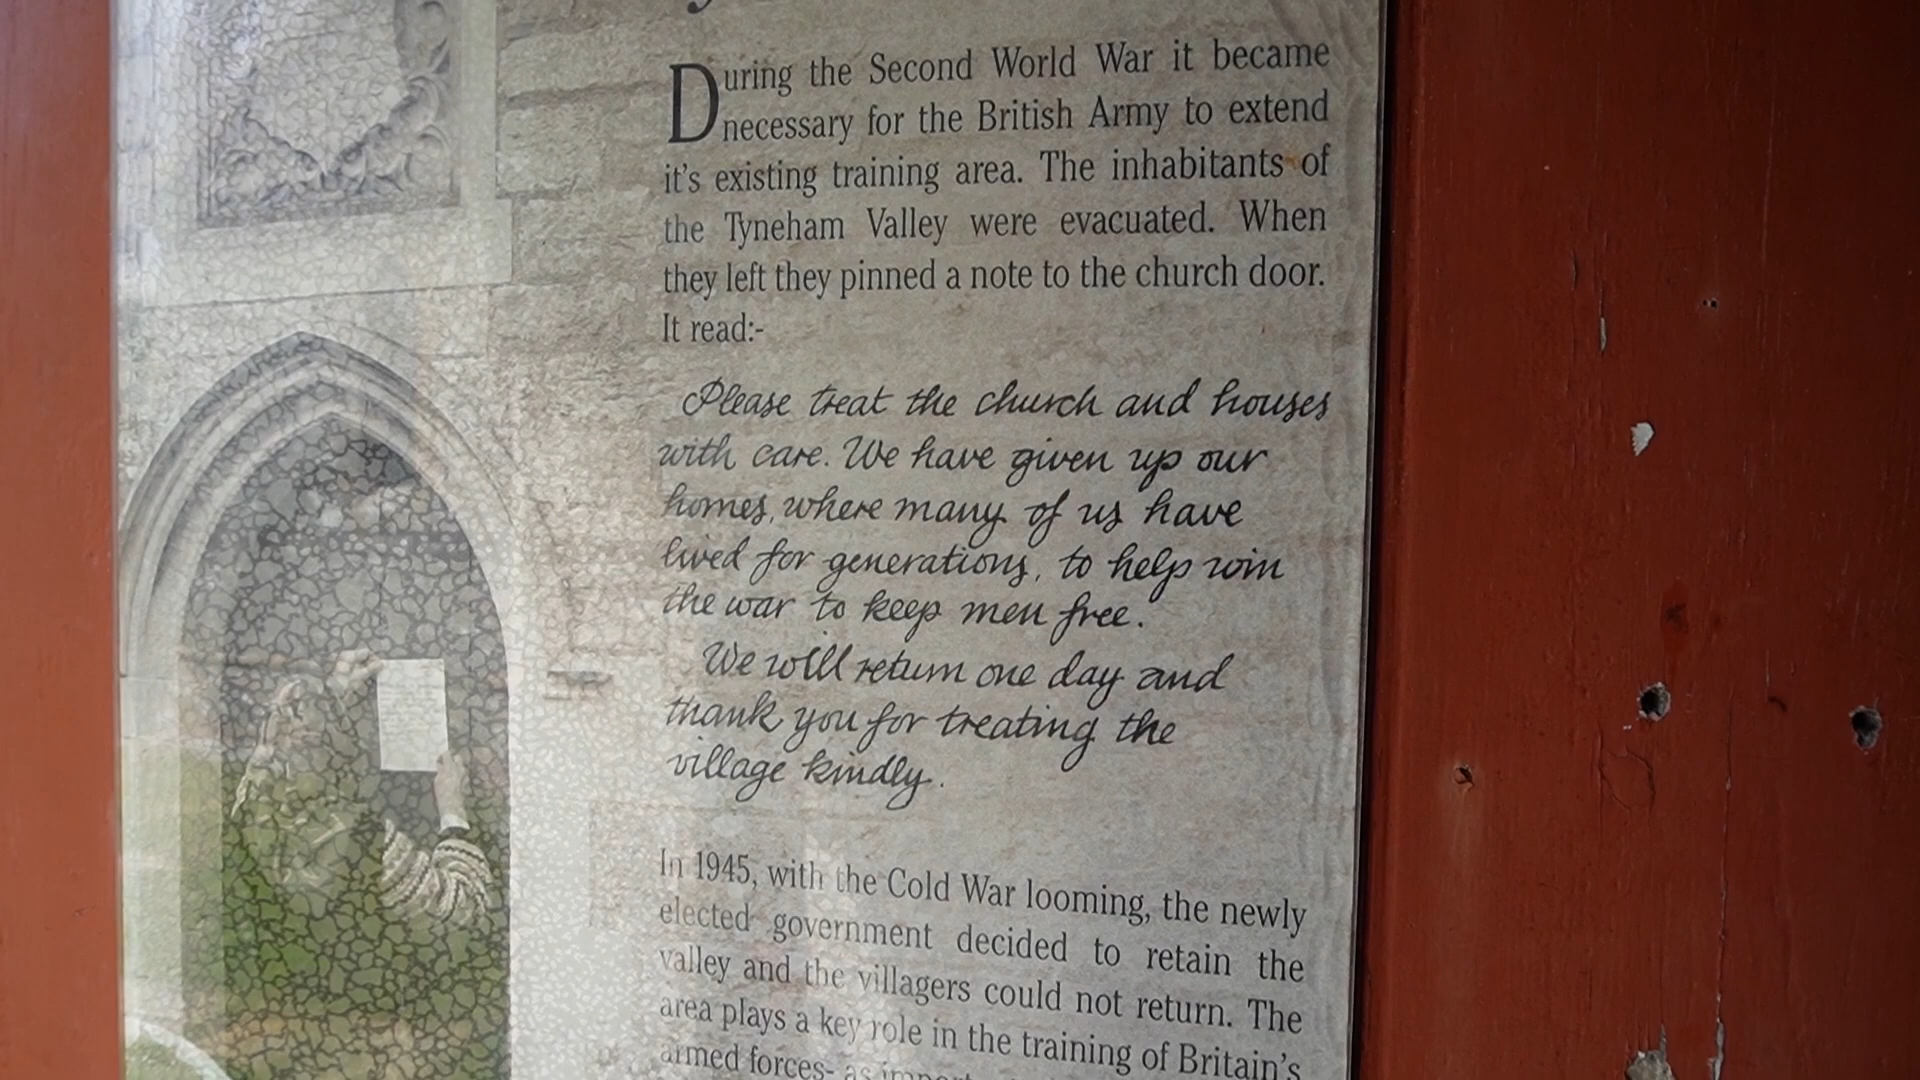 During the Second World War it became
necessary for the British Army to extend
it's existing training area. The inhabitants of
the Tyneham Valley were evacuated. When
they left they pinned a note to the church door.
It read:-
Please treat the church and houses
with care. We have given up our
homes, where many of us have
lived for generations, to help win
the war to keep men free.
We will return one day and
thank you for treating the
village kindly.
In 1945, with the Cold War looming, the newly
elected government decided to retain the
valley and the villagers could not return. The
area plays a key role in the training of Britain's
armed forces- as